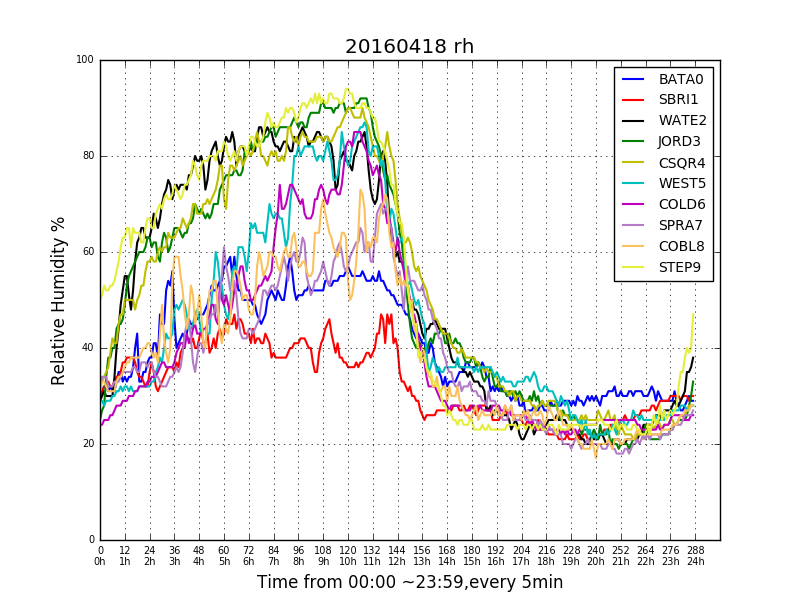 20160418 rh
100
80
60
40
20
0
Relative Humidity %
BATA0
SBRI1
WATE2
JORD3
CSQR4
WEST5
COLD6
SPRA7
COBL8
STEP9
0 12 24 36 48 60 72 84 96 108 120 132 144 156 168 180 192 204 216 228 240 252 264 276 288
0h 1h 2h 3h 4h 5h 6h 7h 8h 9h 10h 11h 12h 13h 14h 15h 16h 17h 18h 19h 20h 21h 22h 23h 24h
Time from 00:00 ~23:59,every 5min